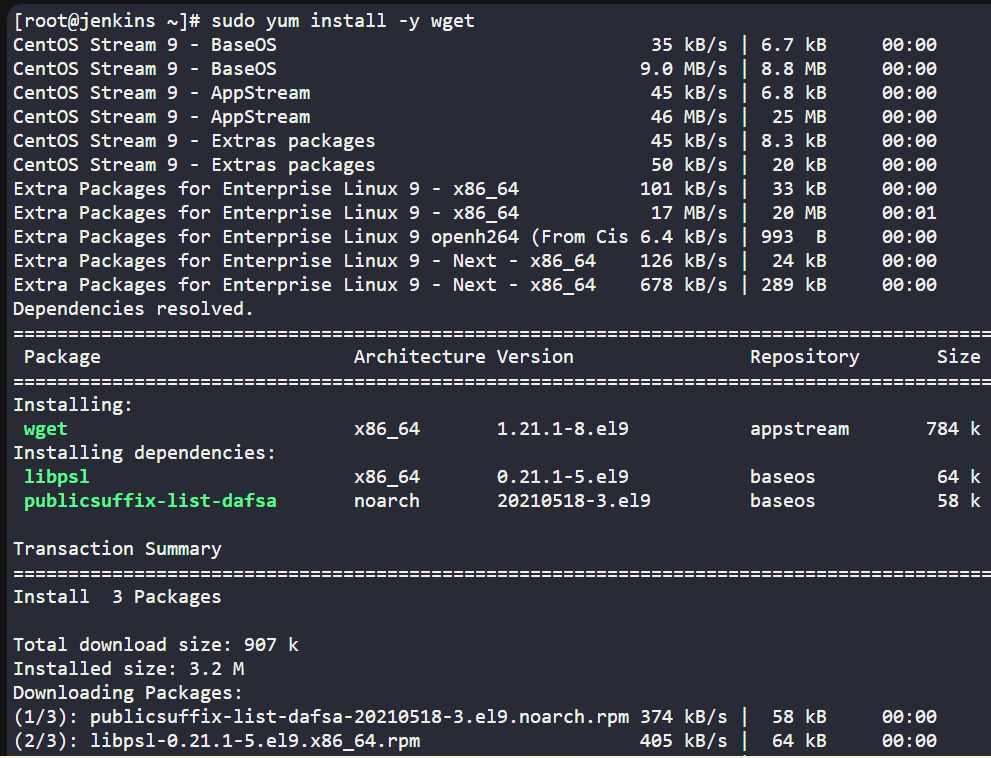 [root@jenkins ~]# sudo yum install -y wget
CentOS Stream 9 - BaseOS                                  35 kB/s | 6.7 kB     00:00
CentOS Stream 9 - BaseOS                                 9.0 MB/s | 8.8 MB     00:00
CentOS Stream 9 - AppStream                               45 kB/s | 6.8 kB     00:00
CentOS Stream 9 - AppStream                               46 MB/s |  25 MB     00:00
CentOS Stream 9 - Extras packages                         45 kB/s | 8.3 kB     00:00
CentOS Stream 9 - Extras packages                         50 kB/s |  20 kB     00:00
Extra Packages for Enterprise Linux 9 - x86_64           101 kB/s |  33 kB     00:00
Extra Packages for Enterprise Linux 9 - x86_64            17 MB/s |  20 MB     00:01
Extra Packages for Enterprise Linux 9 openh264 (From Cis 6.4 kB/s | 993  B     00:00
Extra Packages for Enterprise Linux 9 - Next - x86_64    126 kB/s |  24 kB     00:00
Extra Packages for Enterprise Linux 9 - Next - x86_64    678 kB/s | 289 kB     00:00
Dependencies resolved.
=========================================================================================
 Package                       Architecture Version                Repository       Size
=========================================================================================
Installing:
 wget                          x86_64       1.21.1-8.el9           appstream       784 k
Installing dependencies:
 libpsl                        x86_64       0.21.1-5.el9           baseos           64 k
 publicsuffix-list-dafsa       noarch       20210518-3.el9         baseos           58 k

Transaction Summary
=========================================================================================
Install  3 Packages

Total download size: 907 k
Installed size: 3.2 M
Downloading Packages:
(1/3): publicsuffix-list-dafsa-20210518-3.el9.noarch.rpm 374 kB/s |  58 kB     00:00
(2/3): libpsl-0.21.1-5.el9.x86_64.rpm                    405 kB/s |  64 kB     00:00